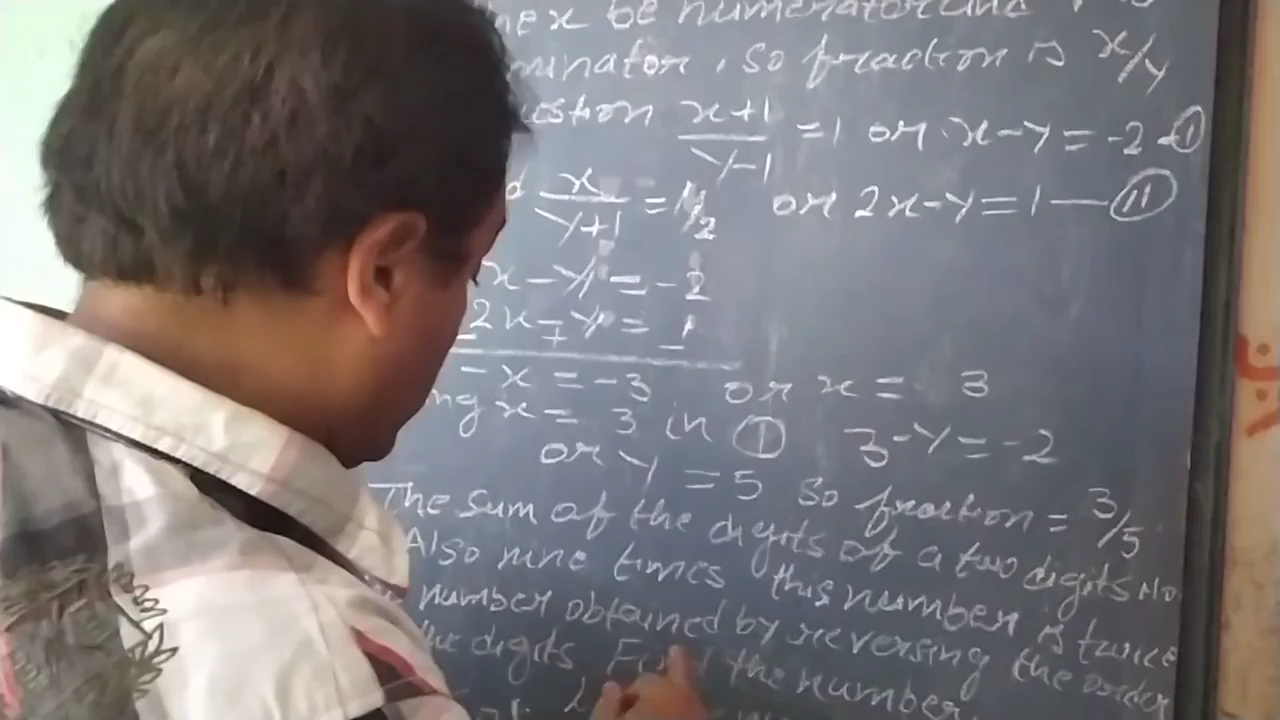 x be numerator and
minator, so fraction is x/y
estion x+1/y-1 = 1 or x-y = -2 - (I)
d x/y+1 = 1/2 or 2x-y = 1 — (II)
x - y = -2
2x - y = 1
- + -
-x = -3 or x = 3
ng x = 3 in (I) 3-y = -2
or y = 5 so fraction = 3/5
The sum of the digits of a two digits No.
Also nine times this number is twice
number obtained by reversing the order
the digits Find the number.